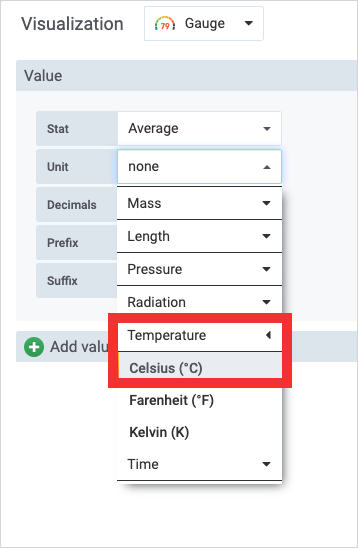 Visualization 79 Gauge
Value
Stat Average
Unit none
Decimals Mass
Prefix Length
Pressure
Suffix Radiation
Temperature
Add valu
Celsius (°C)
Farenheit (°F)
Kelvin (K)
Time